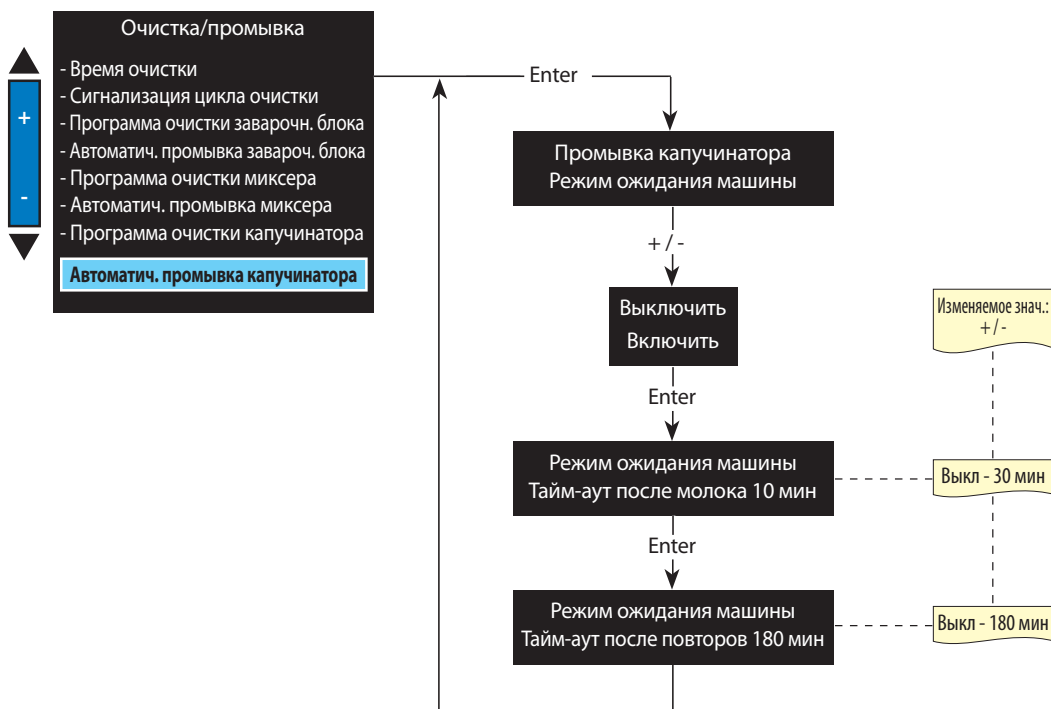 Очистка/промывка
- Время очистки
- Сигнализация цикла очистки
- Программа очистки заварочн. блока
- Автоматич. промывка завароч. блока
- Программа очистки миксера
- Автоматич. промывка миксера
- Программа очистки капучинатора
Автоматич. промывка капучинатора
+
-
Enter
Промывка капучинатора
Режим ожидания машины
+ / -
Выключить
Включить
Enter
Режим ожидания машины
Тайм-аут после молока 10 мин
Enter
Режим ожидания машины
Тайм-аут после повторов 180 мин
Изменяемое знач.:
+ / -
Выкл - 30 мин
Выкл - 180 мин